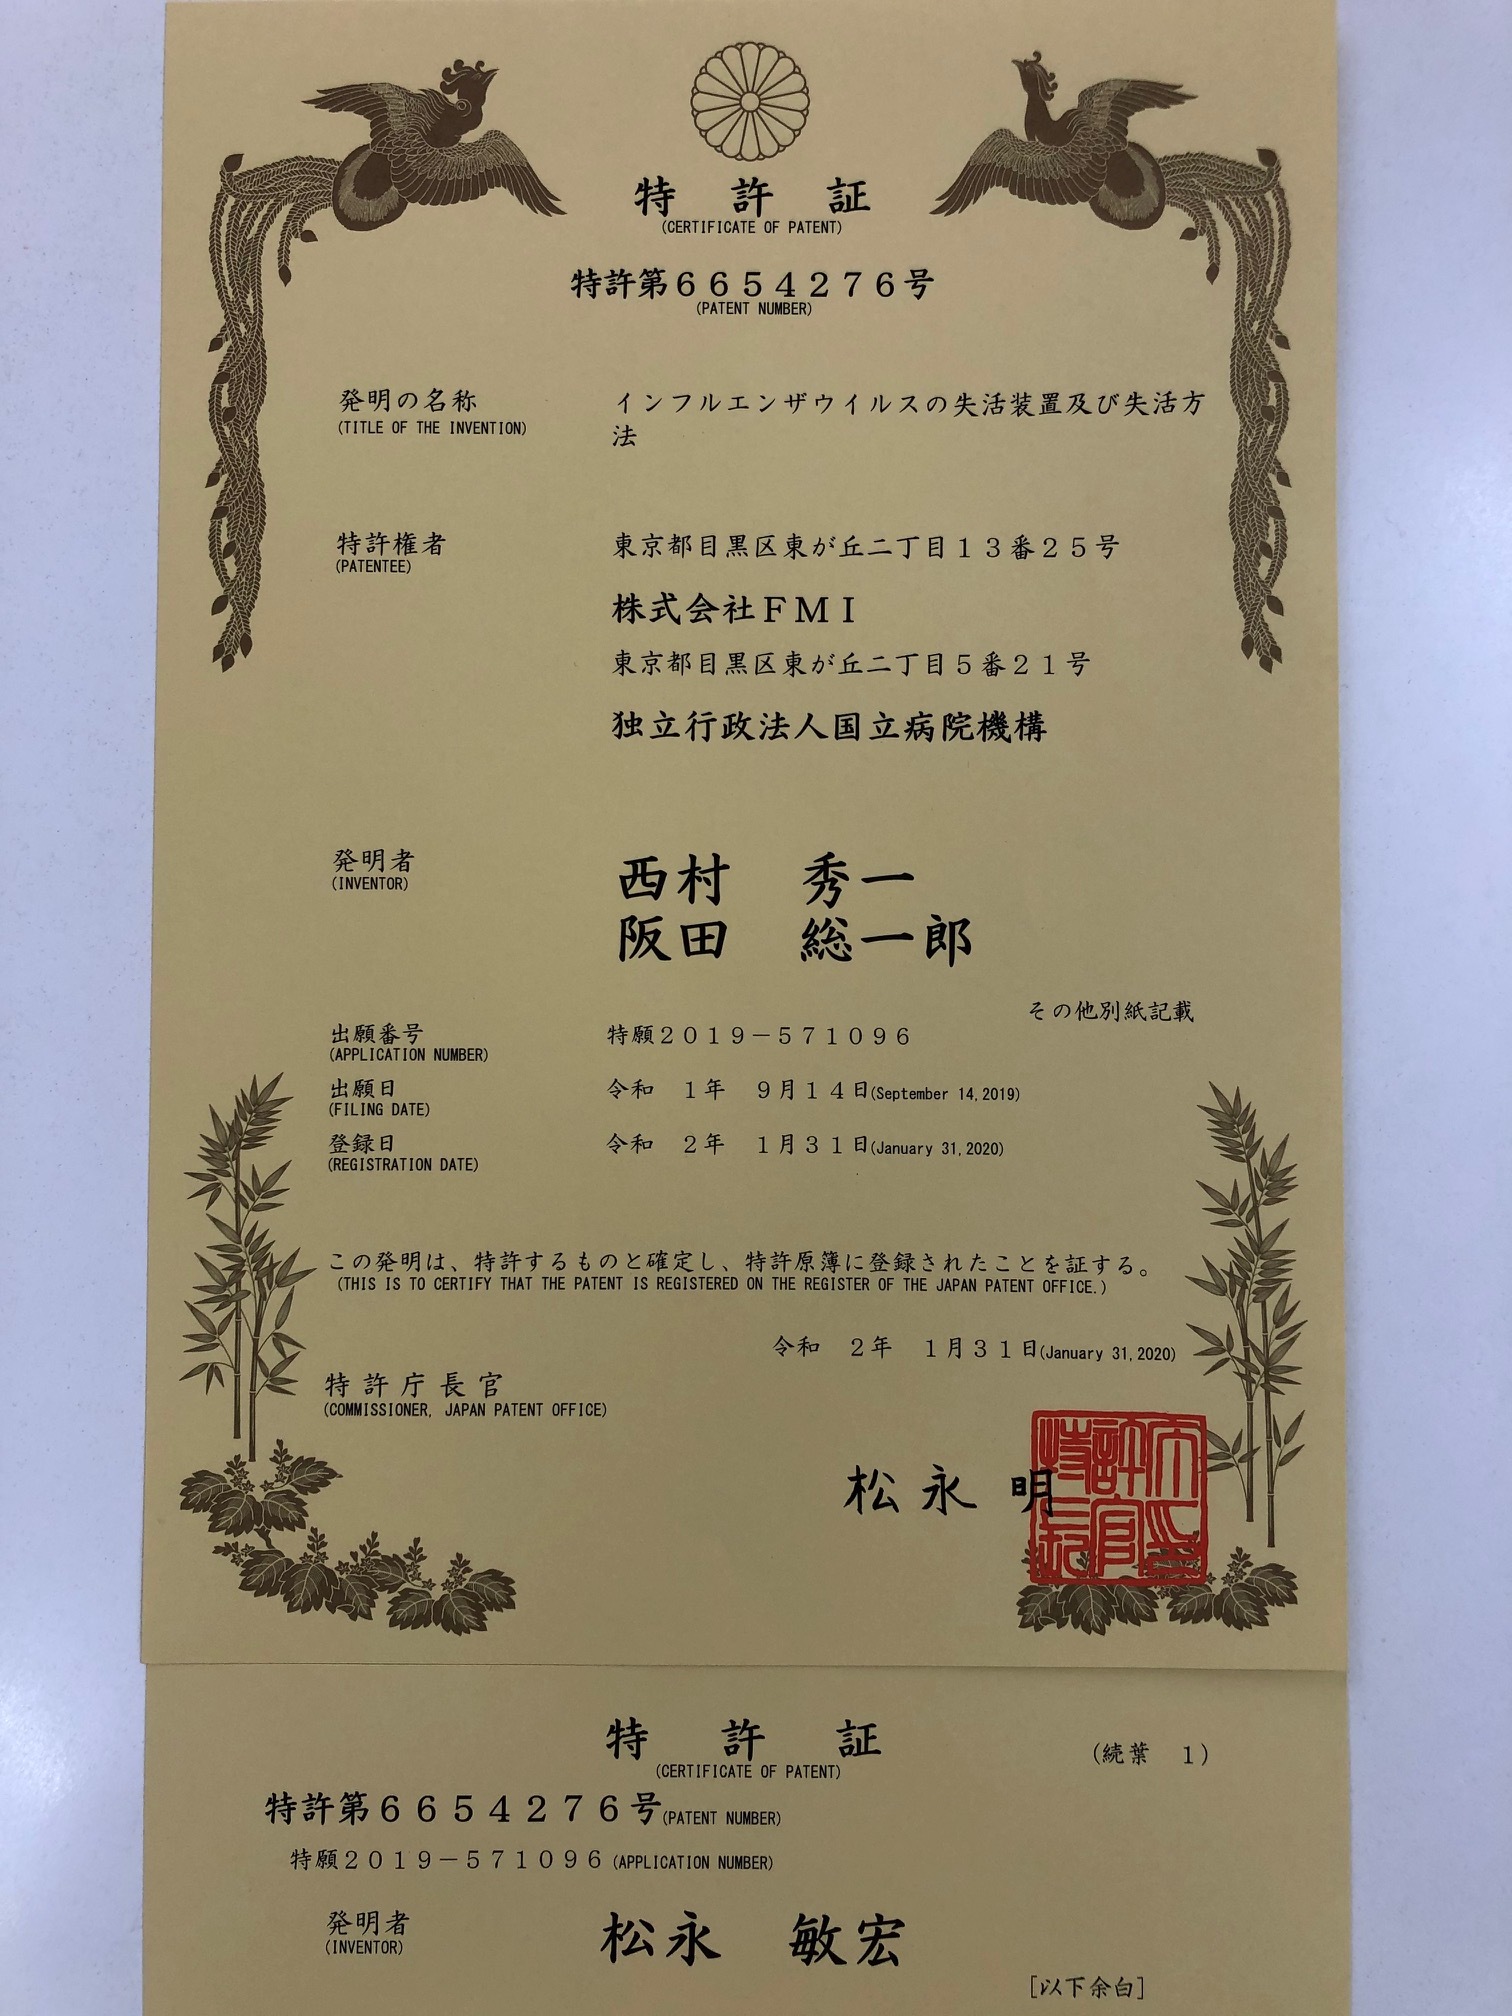 特許証
(CERTIFICATE OF PATENT)
特許第6654276号
(PATENT NUMBER)
発明の名称
(TITLE OF THE INVENTION)
インフルエンザウイルスの失活装置及び失活方
法
特許権者
(PATENTEE)
東京都目黒区東が丘二丁目13番25号
株式会社FMI
東京都目黒区東が丘二丁目5番21号
独立行政法人国立病院機構
発明者
(INVENTOR)
西村 秀一
阪田 総一郎
その他別紙記載
出願番号
(APPLICATION NUMBER)
特願2019-571096
出願日
(FILING DATE)
令和 1年 9月14日(September 14,2019)
登録日
(REGISTRATION DATE)
令和 2年 1月31日(January 31,2020)
この発明は、特許するものと確定し、特許原簿に登録されたことを証する。
(THIS IS TO CERTIFY THAT THE PATENT IS REGISTERED ON THE REGISTER OF THE JAPAN PATENT OFFICE.)
令和 2年 1月31日(January 31,2020)
特許庁長官
(COMMISSIONER, JAPAN PATENT OFFICE)
松永 明
特許証
(CERTIFICATE OF PATENT)
(続葉 1)
特許第6654276号(PATENT NUMBER)
特願2019-571096(APPLICATION NUMBER)
発明者
(INVENTOR)
松永 敏宏
[以下余白]